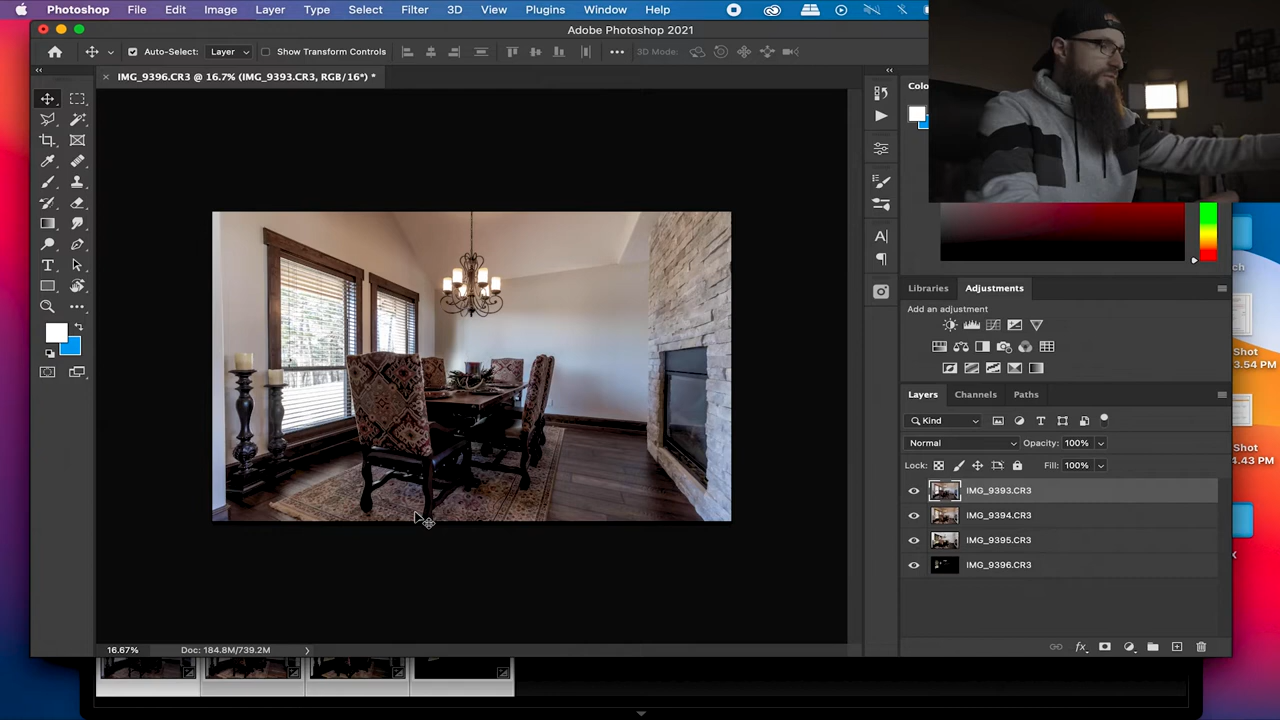 Photoshop File Edit Image Layer Type Select Filter 3D View Plugins Window Help
Adobe Photoshop 2021
Auto-Select: Layer Show Transform Controls 3D Mode:
IMG_9396.CR3 @ 16.7% (IMG_9393.CR3, RGB/16*) *
Colo
Libraries Adjustments
Add an adjustment
Layers Channels Paths
Kind
Normal Opacity: 100%
Lock: Fill: 100%
IMG_9393.CR3
IMG_9394.CR3
IMG_9395.CR3
IMG_9396.CR3
16.67% Doc: 184.8M/739.2M
ch
Shot
3.54 PM
Shot
4.43 PM